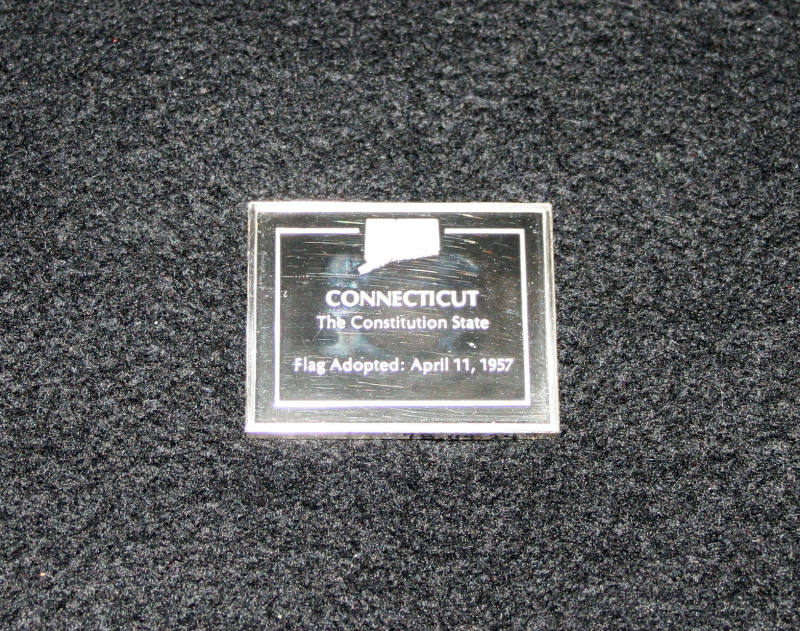 CONNECTICUT
The Constitution State
Flag Adopted: April 11, 1957